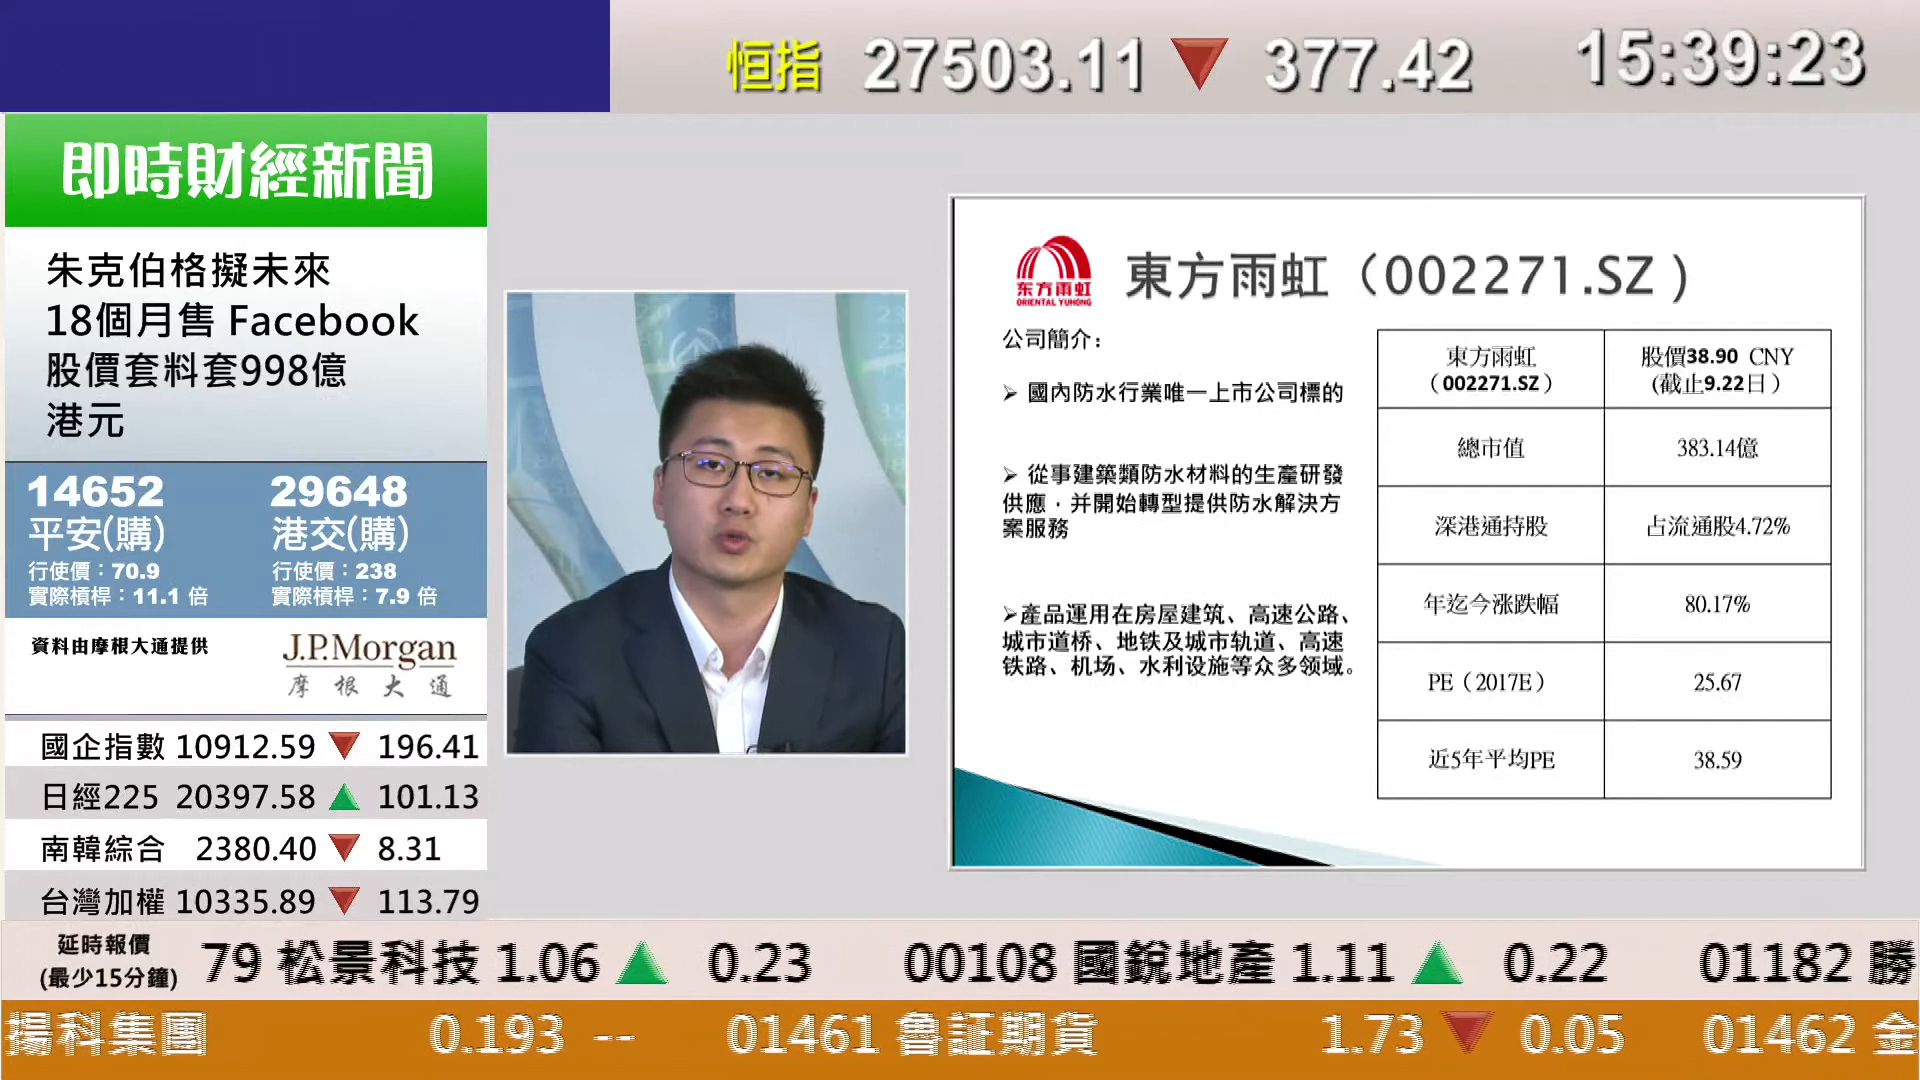 恒指 27503.11 ▼ 377.42 15:39:23
即時財經新聞
朱克伯格擬未來
18個月售 Facebook
股價套料套998億
港元
14652 29648
平安(購) 港交(購)
行使價：70.9 行使價：238
實際槓桿：11.1 倍 實際槓桿：7.9 倍
資料由摩根大通提供 J.P.Morgan
摩根大通
國企指數 10912.59 ▼ 196.41
日經225 20397.58 ▲ 101.13
南韓綜合 2380.40 ▼ 8.31
台灣加權 10335.89 ▼ 113.79
东方雨虹
ORIENTAL YUHONG
東方雨虹（002271.SZ）
公司簡介：
➢ 國內防水行業唯一上市公司標的
➢ 從事建築類防水材料的生產研發
供應，并開始轉型提供防水解決方
案服務
➢產品運用在房屋建筑、高速公路、
城市道桥、地铁及城市轨道、高速
铁路、机场、水利设施等众多领域。
東方雨虹 股價38.90 CNY
（002271.SZ） (截止9.22日）
總市值 383.14億
深港通持股 占流通股4.72%
年迄今涨跌幅 80.17%
PE（2017E） 25.67
近5年平均PE 38.59
延時報價
(最少15分鐘)
79 松景科技 1.06 ▲ 0.23 00108 國銳地產 1.11 ▲ 0.22 01182 勝
揚科集團 0.193 -- 01461 魯証期貨 1.73 ▼ 0.05 01462 金